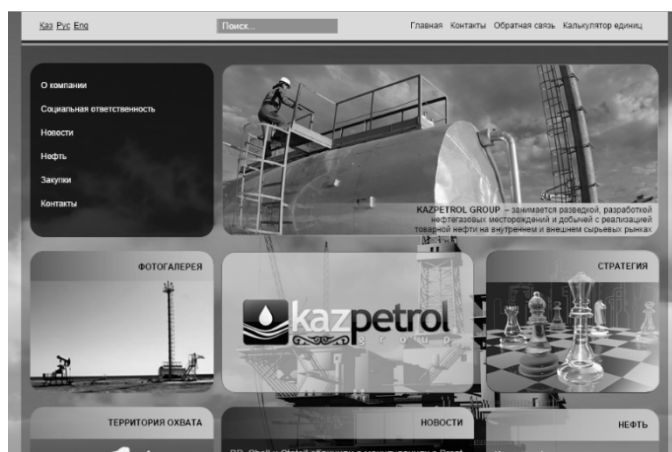 Каз Рус Eng
Поиск...
Главная Контакты Обратная связь Калькулятор единиц
О компании
Социальная ответственность
Новости
Нефть
Закупки
Контакты
KAZPETROL GROUP – занимается разведкой, разработкой
нефтегазовых месторождений и добычей с реализацией
товарной нефти на внутреннем и внешнем сырьевых рынках
ФОТОГАЛЕРЕЯ
kazpetrol
group
СТРАТЕГИЯ
ТЕРРИТОРИЯ ОХВАТА
НОВОСТИ
НЕФТЬ